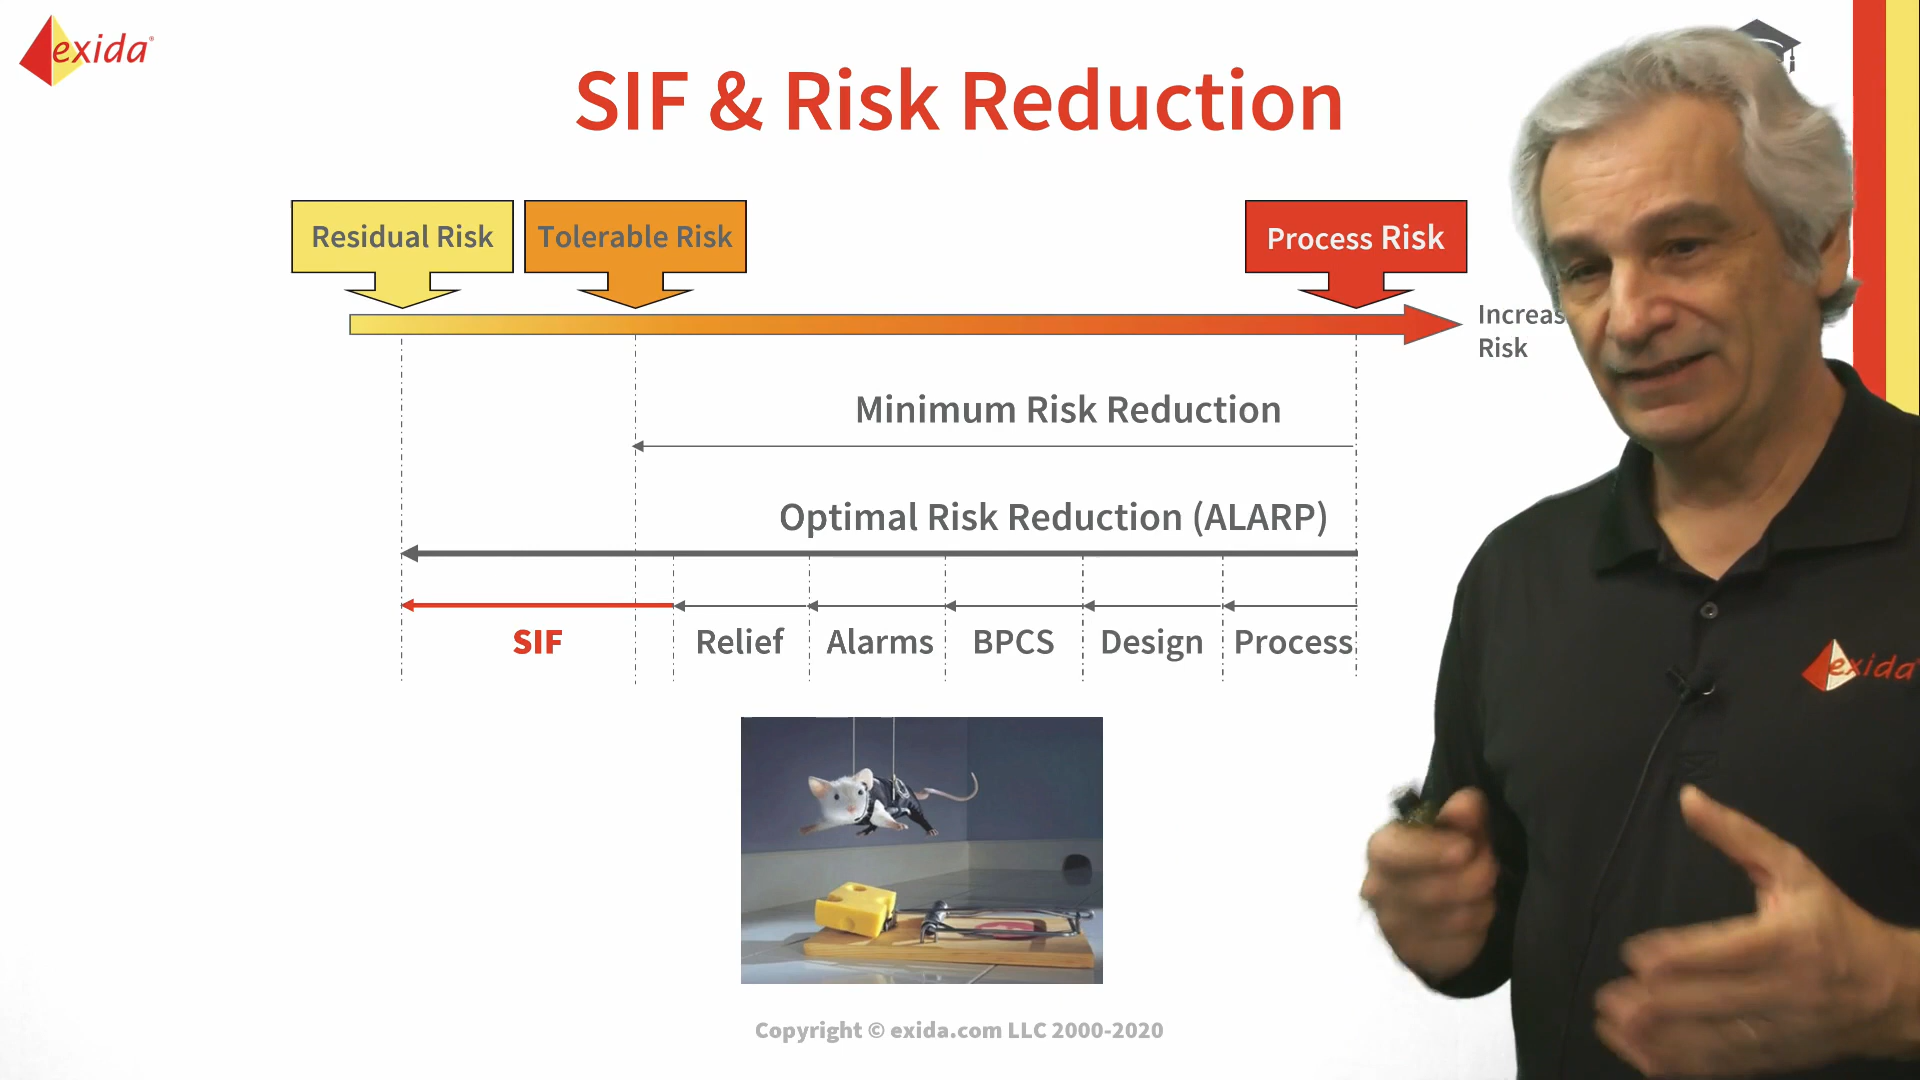 exida
SIF & Risk Reduction
Residual Risk
Tolerable Risk
Process Risk
Risk
Minimum Risk Reduction
Optimal Risk Reduction (ALARP)
SIF
Relief
Alarms
BPCS
Design
Process
exida
Copyright © exida.com LLC 2000-2020